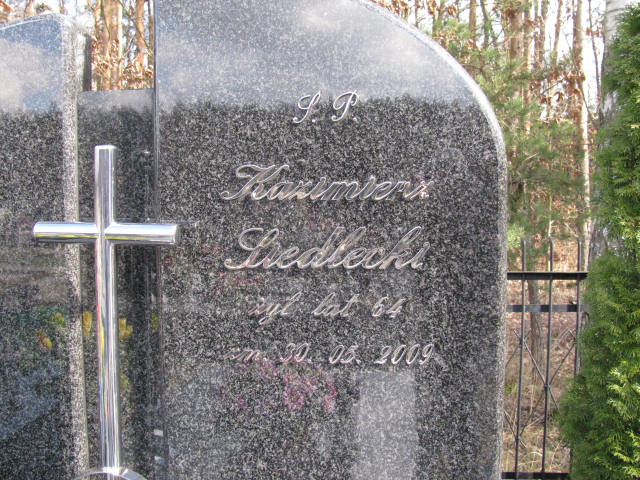 Ś. P.
Kazimierz
Siedlecki
żył lat 64
zm. 30. 05. 2009